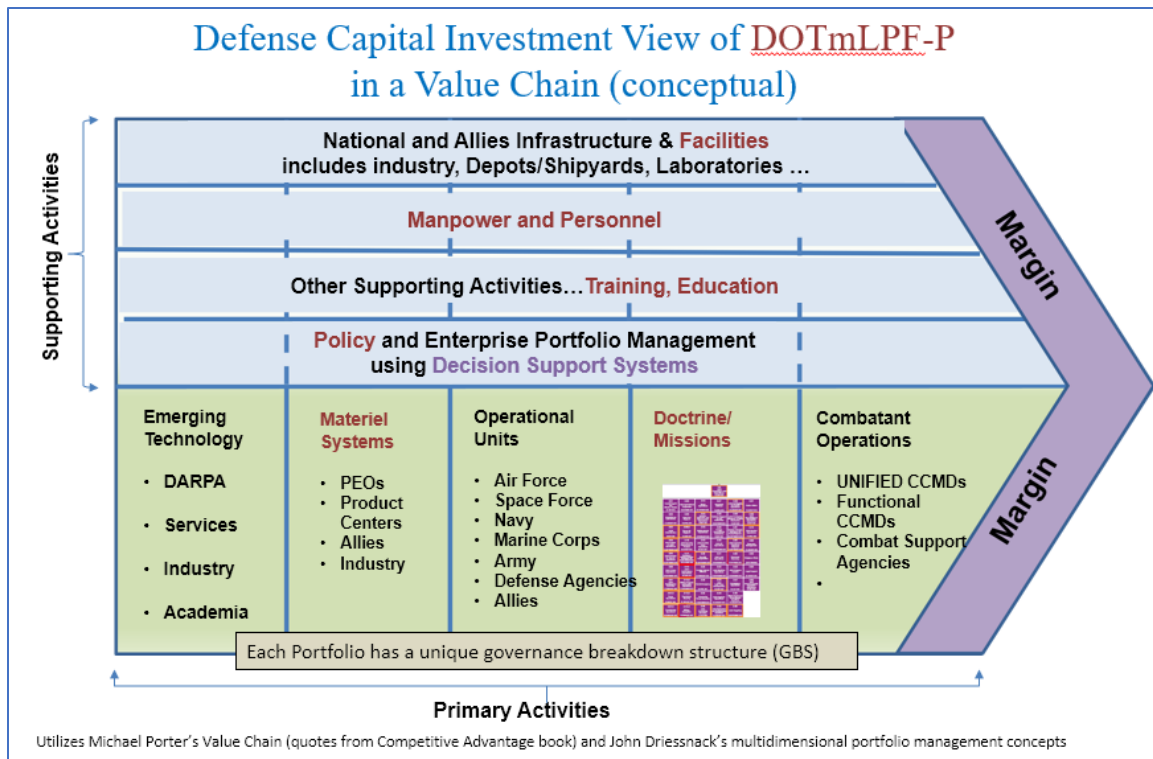 Defense Capital Investment View of DOTmLPF-P
in a Value Chain (conceptual)
Supporting Activities
National and Allies Infrastructure & Facilities
includes industry, Depots/Shipyards, Laboratories ...
Manpower and Personnel
Other Supporting Activities...Training, Education
Policy and Enterprise Portfolio Management
using Decision Support Systems
Margin
Margin
Emerging
Technology
• DARPA
• Services
• Industry
• Academia
Materiel
Systems
• PEOs
• Product
Centers
• Allies
• Industry
Operational
Units
• Air Force
• Space Force
• Navy
• Marine Corps
• Army
• Defense Agencies
• Allies
Doctrine/
Missions
Combatant
Operations
• UNIFIED CCMDs
• Functional
CCMDs
• Combat Support
Agencies
•
Each Portfolio has a unique governance breakdown structure (GBS)
Primary Activities
Utilizes Michael Porter's Value Chain (quotes from Competitive Advantage book) and John Driessnack's multidimensional portfolio management concepts